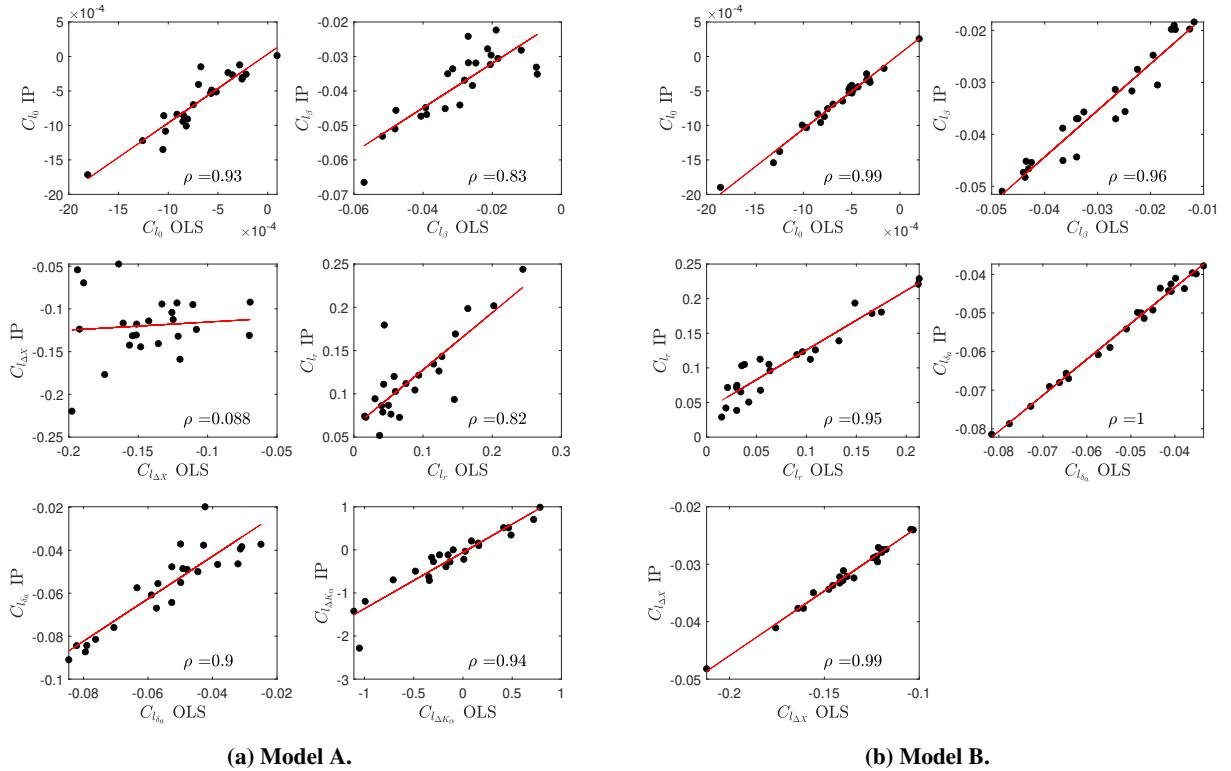 ×10⁻⁴
5
0
-5
-10
-15
-20
C_{l_0} IP
ρ =0.93
-20 -15 -10 -5 0
C_{l_0} OLS
×10⁻⁴
-0.02
-0.03
-0.04
-0.05
-0.06
-0.07
C_{l_β} IP
ρ =0.83
-0.06 -0.04 -0.02 0
C_{l_β} OLS
-0.05
-0.1
-0.15
-0.2
-0.25
C_{l_{ΔX}} IP
ρ =0.088
-0.2 -0.15 -0.1 -0.05
C_{l_{ΔX}} OLS
0.25
0.2
0.15
0.1
0.05
C_{l_r} IP
ρ =0.82
0 0.1 0.2 0.3
C_{l_r} OLS
-0.02
-0.04
-0.06
-0.08
-0.1
C_{l_{δ_a}} IP
ρ =0.9
-0.08 -0.06 -0.04 -0.02
C_{l_{δ_a}} OLS
1
0
-1
-2
-3
C_{l_{ΔK_α}} IP
ρ =0.94
-1 -0.5 0 0.5 1
C_{l_{ΔK_α}} OLS
(a) Model A.
×10⁻⁴
5
0
-5
-10
-15
-20
C_{l_0} IP
ρ =0.99
-20 -15 -10 -5 0
C_{l_0} OLS
×10⁻⁴
-0.02
-0.03
-0.04
-0.05
C_{l_β} IP
ρ =0.96
-0.05 -0.04 -0.03 -0.02 -0.01
C_{l_β} OLS
0.25
0.2
0.15
0.1
0.05
0
C_{l_r} IP
ρ =0.95
0 0.05 0.1 0.15 0.2
C_{l_r} OLS
-0.04
-0.05
-0.06
-0.07
-0.08
C_{l_{δ_a}} IP
ρ =1
-0.08 -0.07 -0.06 -0.05 -0.04
C_{l_{δ_a}} OLS
-0.02
-0.03
-0.04
-0.05
C_{l_{ΔX}} IP
ρ =0.99
-0.2 -0.15 -0.1
C_{l_{ΔX}} OLS
(b) Model B.